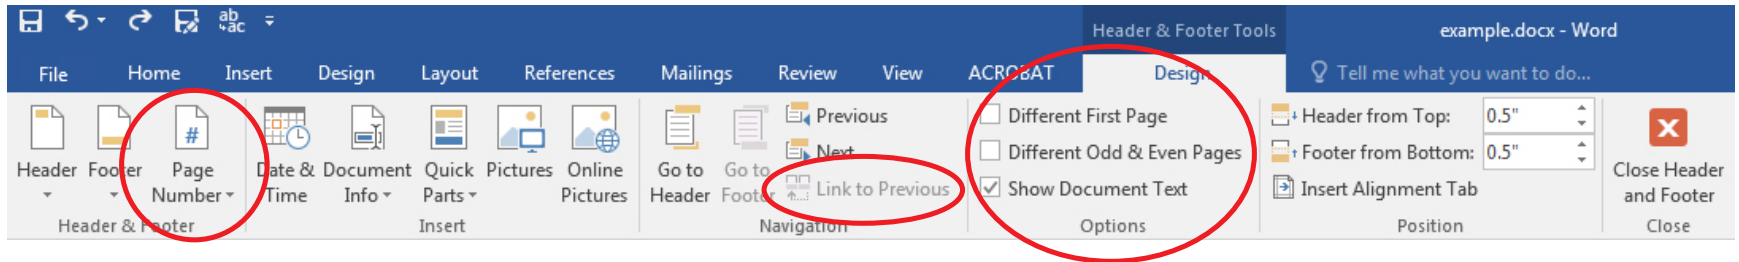 ab
ac
Header & Footer Tools
example.docx - Word
File Home Insert Design Layout References Mailings Review View ACROBAT Design Tell me what you want to do...
Header
Footer
#
Page
Number
Header & Footer
Date &
Time
Document
Info
Quick
Parts
Pictures
Online
Pictures
Insert
Go to
Header
Go to
Footer
Previous
Next
Link to Previous
Navigation
Different First Page
Different Odd & Even Pages
Show Document Text
Options
Header from Top: 0.5"
Footer from Bottom: 0.5"
Insert Alignment Tab
Position
Close Header
and Footer
Close